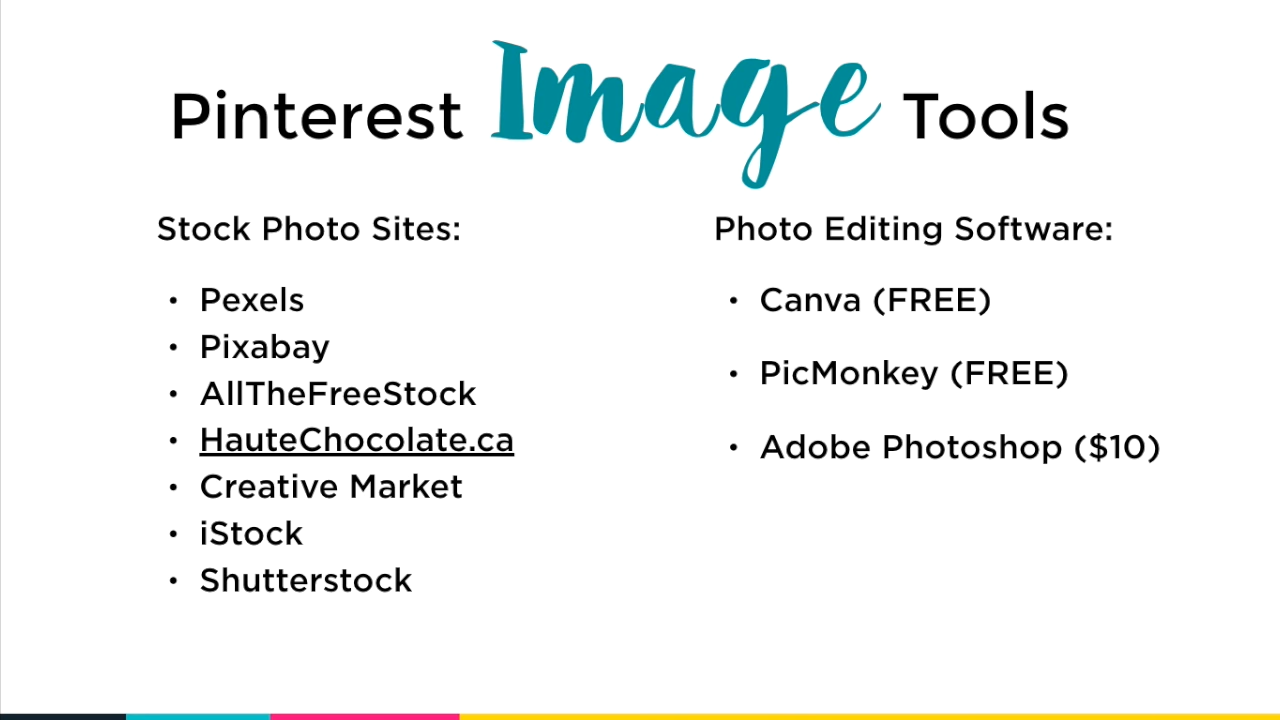 Pinterest Image Tools
Stock Photo Sites:
• Pexels
• Pixabay
• AllTheFreeStock
• HauteChocolate.ca
• Creative Market
• iStock
• Shutterstock
Photo Editing Software:
• Canva (FREE)
• PicMonkey (FREE)
• Adobe Photoshop ($10)